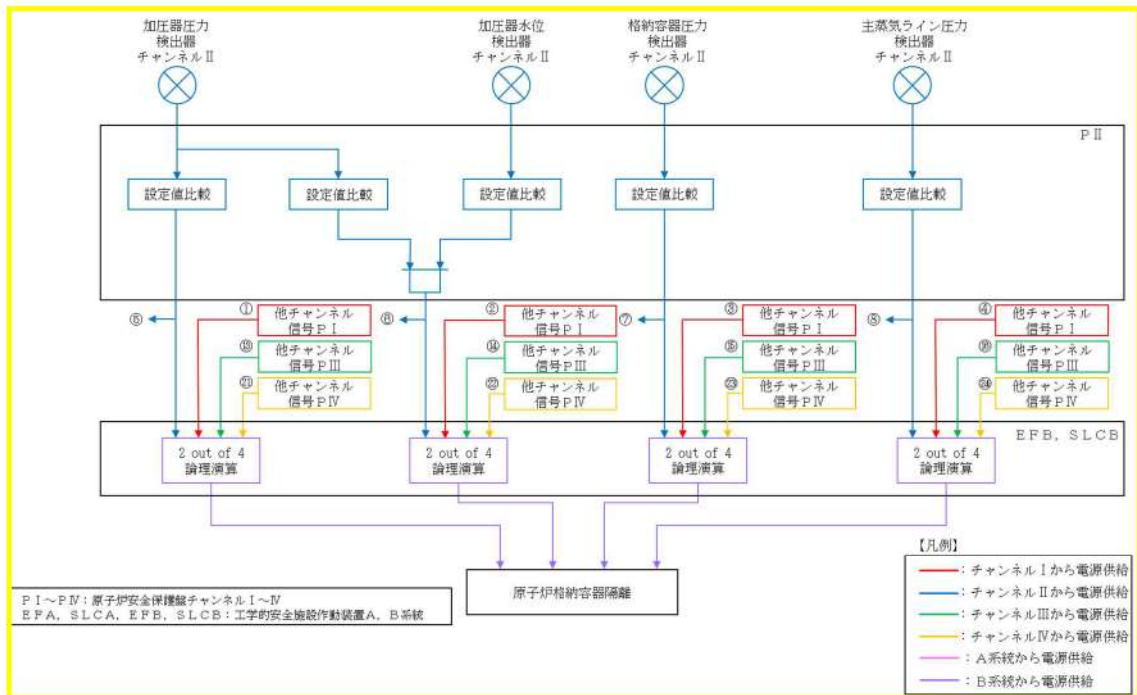 加圧器圧力
検出器
チャンネルⅡ
加圧器水位
検出器
チャンネルⅡ
格納容器圧力
検出器
チャンネルⅡ
主蒸気ライン圧力
検出器
チャンネルⅡ
PⅡ
設定値比較
設定値比較
設定値比較
設定値比較
設定値比較
①
他チャンネル
信号PⅠ
⑬
他チャンネル
信号PⅢ
㉑
他チャンネル
信号PⅣ
②
他チャンネル
信号PⅠ
⑭
他チャンネル
信号PⅢ
㉒
他チャンネル
信号PⅣ
⑦
③
他チャンネル
信号PⅠ
⑮
他チャンネル
信号PⅢ
㉓
他チャンネル
信号PⅣ
④
他チャンネル
信号PⅠ
⑯
他チャンネル
信号PⅢ
㉔
他チャンネル
信号PⅣ
EFB, SLCB
2 out of 4
論理演算
2 out of 4
論理演算
2 out of 4
論理演算
2 out of 4
論理演算
原子炉格納容器隔離
PⅠ~PⅣ:原子炉安全保護盤チャンネルⅠ~Ⅳ
EFA, SLCA, EFB, SLCB:工学的安全施設作動装置A, B系統
【凡例】
:チャンネルⅠから電源供給
:チャンネルⅡから電源供給
:チャンネルⅢから電源供給
:チャンネルⅣから電源供給
:A系統から電源供給
:B系統から電源供給